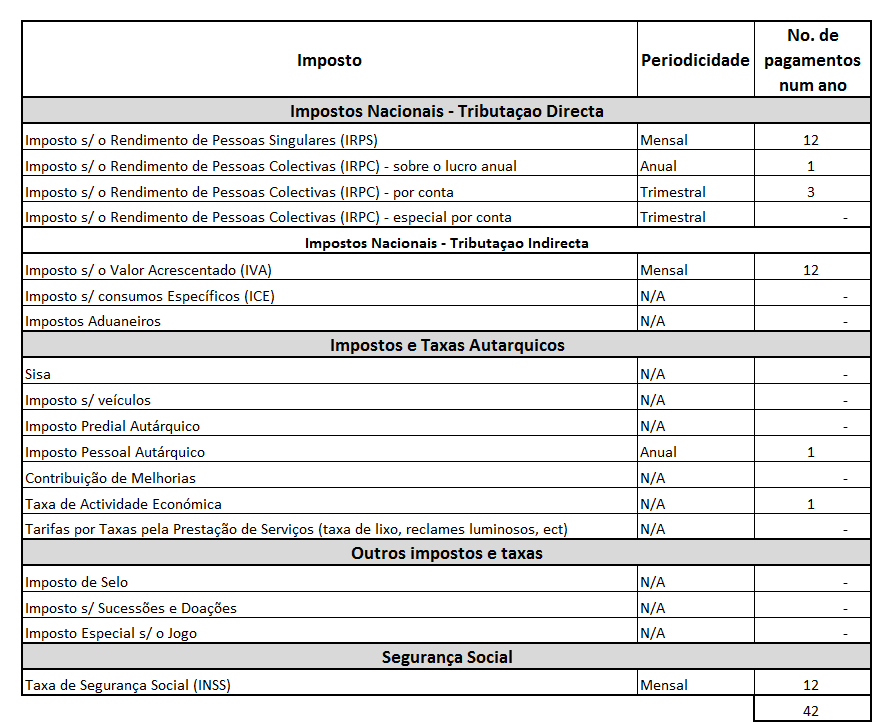 Imposto Periodicidade No. de pagamentos num ano
Impostos Nacionais - Tributaçao Directa
Imposto s/ o Rendimento de Pessoas Singulares (IRPS) Mensal 12
Imposto s/ o Rendimento de Pessoas Colectivas (IRPC) - sobre o lucro anual Anual 1
Imposto s/ o Rendimento de Pessoas Colectivas (IRPC) - por conta Trimestral 3
Imposto s/ o Rendimento de Pessoas Colectivas (IRPC) - especial por conta Trimestral -
Impostos Nacionais - Tributaçao Indirecta
Imposto s/ o Valor Acrescentado (IVA) Mensal 12
Imposto s/ consumos Específicos (ICE) N/A -
Impostos Aduaneiros N/A -
Impostos e Taxas Autarquicos
Sisa N/A -
Imposto s/ veículos N/A -
Imposto Predial Autárquico N/A -
Imposto Pessoal Autárquico Anual 1
Contribuição de Melhorias N/A -
Taxa de Actividade Económica N/A 1
Tarifas por Taxas pela Prestação de Serviços (taxa de lixo, reclames luminosos, ect) N/A -
Outros impostos e taxas
Imposto de Selo N/A -
Imposto s/ Sucessões e Doações N/A -
Imposto Especial s/ o Jogo N/A -
Segurança Social
Taxa de Segurança Social (INSS) Mensal 12
42